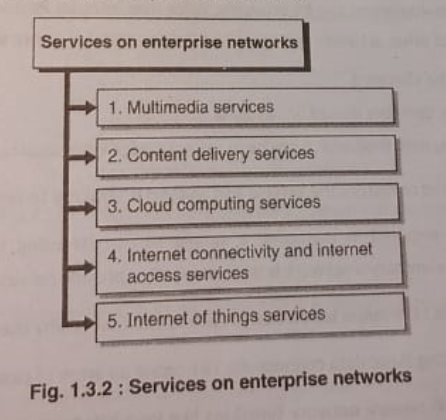 Services on enterprise networks
1. Multimedia services
2. Content delivery services
3. Cloud computing services
4. Internet connectivity and internet
access services
5. Internet of things services
Fig. 1.3.2 : Services on enterprise networks